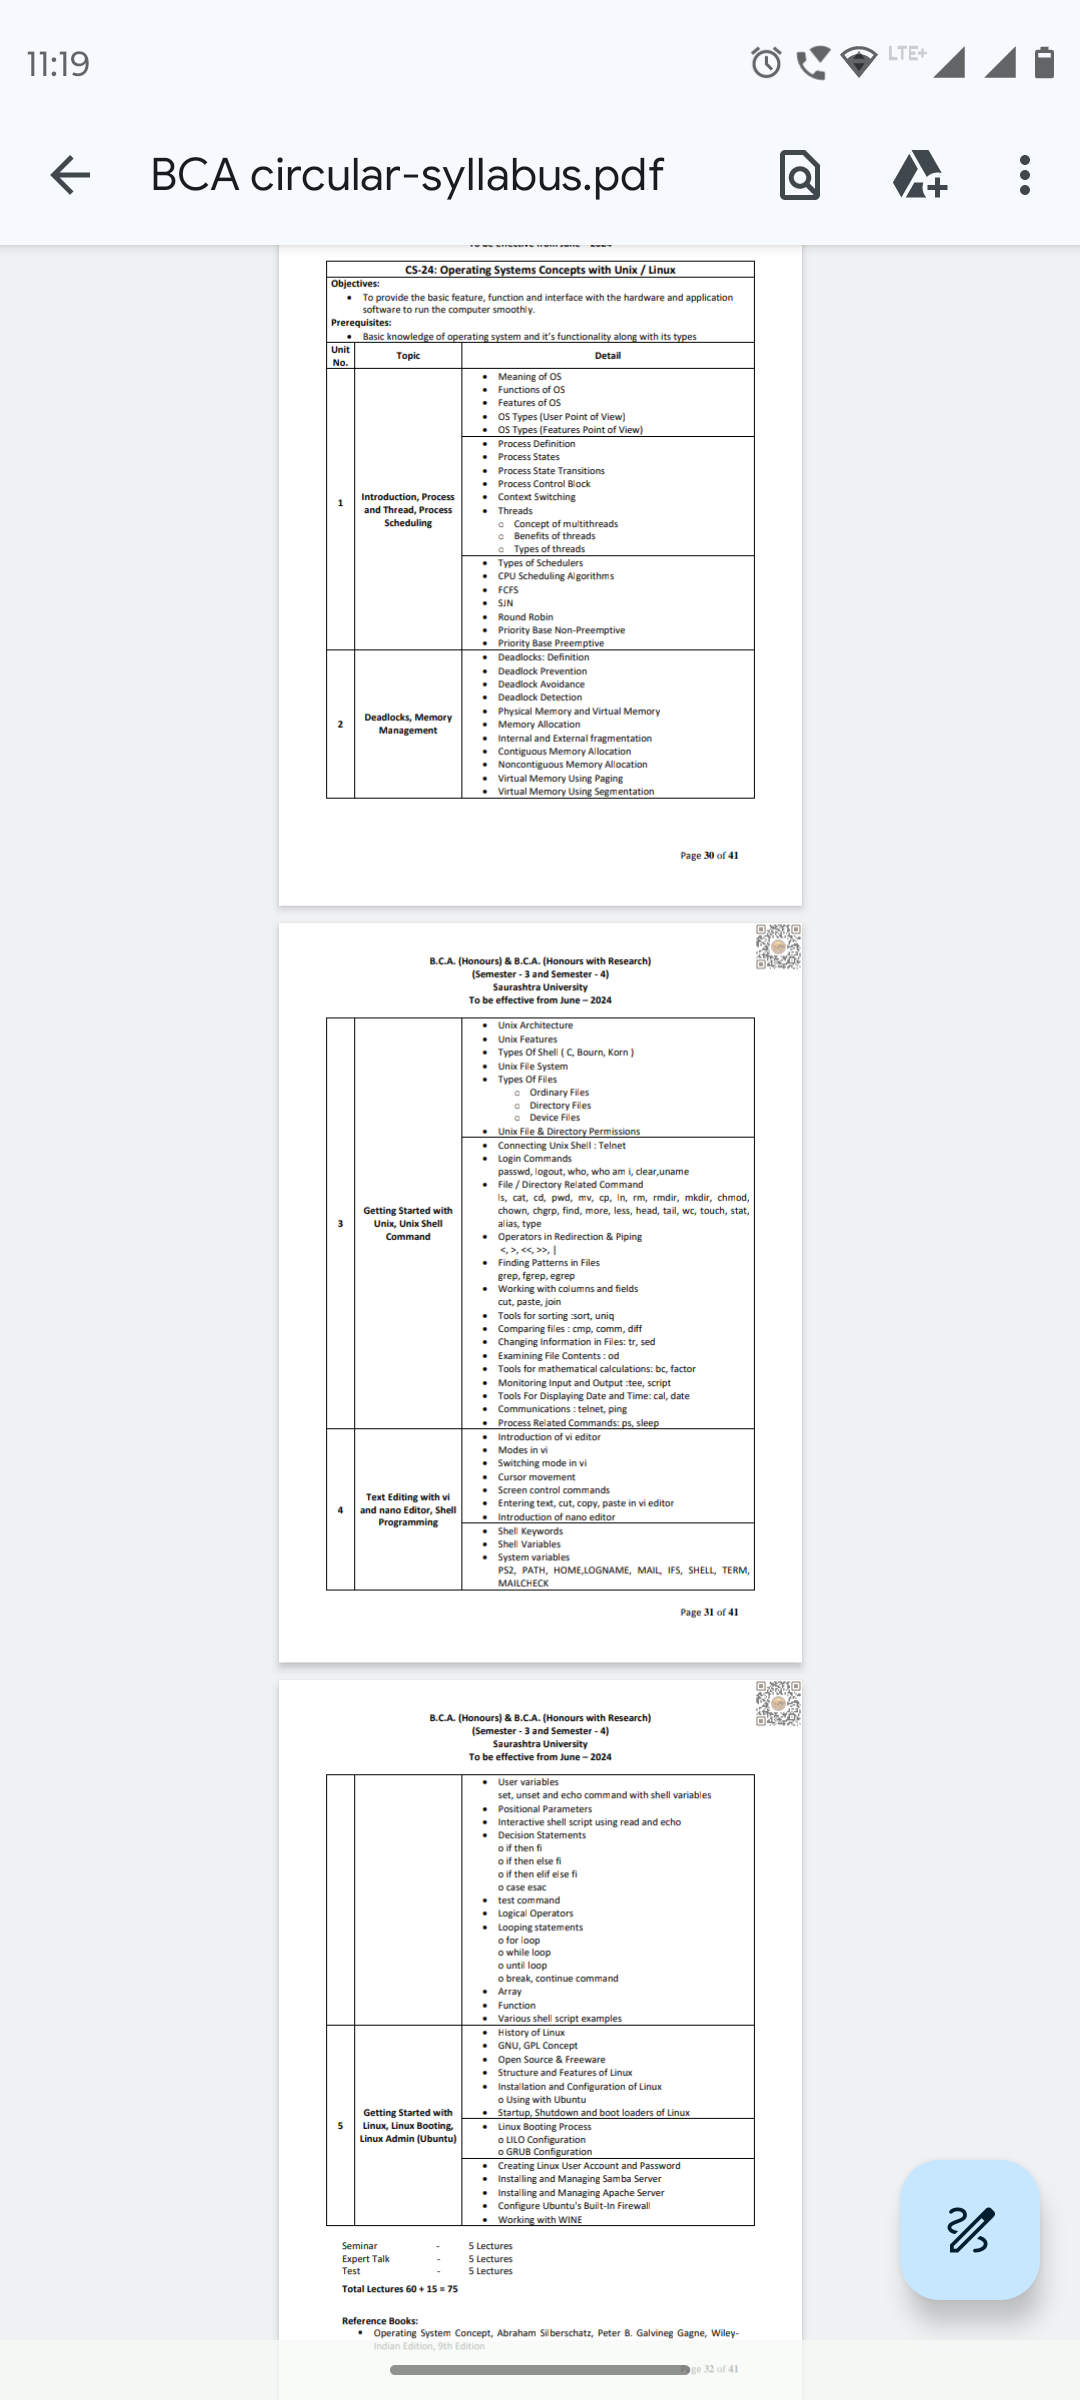 11:19
LTE+
BCA circular-syllabus.pdf
CS-24: Operating Systems Concepts with Unix / Linux
Objectives:
• To provide the basic feature, function and interface with the hardware and application
software to run the computer smoothly.
Prerequisites:
• Basic knowledge of operating system and it's functionality along with its types
Unit No. Topic Detail
• Meaning of OS
• Functions of OS
• Features of OS
• OS Types (User Point of View)
• OS Types (Features Point of View)
1
Introduction, Process
and Thread, Process
Scheduling
• Process Definition
• Process States
• Process State Transitions
• Process Control Block
• Context Switching
• Threads
o Concept of multithreads
o Benefits of threads
o Types of threads
• Types of Schedulers
• CPU Scheduling Algorithms
• FCFS
• SJN
• Round Robin
• Priority Base Non-Preemptive
• Priority Base Preemptive
2
Deadlocks, Memory
Management
• Deadlocks: Definition
• Deadlock Prevention
• Deadlock Avoidance
• Deadlock Detection
• Physical Memory and Virtual Memory
• Memory Allocation
• Internal and External fragmentation
• Contiguous Memory Allocation
• Noncontiguous Memory Allocation
• Virtual Memory Using Paging
• Virtual Memory Using Segmentation
Page 30 of 41
B.C.A. (Honours) & B.C.A. (Honours with Research)
(Semester - 3 and Semester - 4)
Saurashtra University
To be effective from June – 2024
3
Getting Started with
Unix, Unix Shell
Command
• Unix Architecture
• Unix Features
• Types Of Shell ( C, Bourn, Korn )
• Unix File System
• Types Of Files
o Ordinary Files
o Directory Files
o Device Files
• Unix File & Directory Permissions
• Connecting Unix Shell : Telnet
• Login Commands
passwd, logout, who, who am i, clear,uname
• File / Directory Related Command
ls, cat, cd, pwd, mv, cp, ln, rm, rmdir, mkdir, chmod,
chown, chgrp, find, more, less, head, tail, wc, touch, stat,
alias, type
• Operators in Redirection & Piping
<, >, <<, >>, |
• Finding Patterns in Files
grep, fgrep, egrep
• Working with columns and fields
cut, paste, join
• Tools for sorting :sort, uniq
• Comparing files : cmp, comm, diff
• Changing Information in Files: tr, sed
• Examining File Contents : od
• Tools for mathematical calculations: bc, factor
• Monitoring Input and Output :tee, script
• Tools For Displaying Date and Time: cal, date
• Communications : telnet, ping
• Process Related Commands: ps, sleep
4
Text Editing with vi
and nano Editor, Shell
Programming
• Introduction of vi editor
• Modes in vi
• Switching mode in vi
• Cursor movement
• Screen control commands
• Entering text, cut, copy, paste in vi editor
• Introduction of nano editor
• Shell Keywords
• Shell Variables
• System variables
PS2, PATH, HOME,LOGNAME, MAIL, IFS, SHELL, TERM,
MAILCHECK
Page 31 of 41
B.C.A. (Honours) & B.C.A. (Honours with Research)
(Semester - 3 and Semester - 4)
Saurashtra University
To be effective from June – 2024
• User variables
set, unset and echo command with shell variables
• Positional Parameters
• Interactive shell script using read and echo
• Decision Statements
o if then fi
o if then else fi
o if then elif else fi
o case esac
• test command
• Logical Operators
• Looping statements
o for loop
o while loop
o until loop
o break, continue command
• Array
• Function
• Various shell script examples
5
Getting Started with
Linux, Linux Booting,
Linux Admin (Ubuntu)
• History of Linux
• GNU, GPL Concept
• Open Source & Freeware
• Structure and Features of Linux
• Installation and Configuration of Linux
o Using with Ubuntu
• Startup, Shutdown and boot loaders of Linux
• Linux Booting Process
o LILO Configuration
o GRUB Configuration
• Creating Linux User Account and Password
• Installing and Managing Samba Server
• Installing and Managing Apache Server
• Configure Ubuntu's Built-In Firewall
• Working with WINE
Seminar - 5 Lectures
Expert Talk - 5 Lectures
Test - 5 Lectures
Total Lectures 60 + 15 = 75
Reference Books:
▪ Operating System Concept, Abraham Silberschatz, Peter B. Galvineg Gagne, Wiley-
Indian Edition, 9th Edition
ge 32 of 41